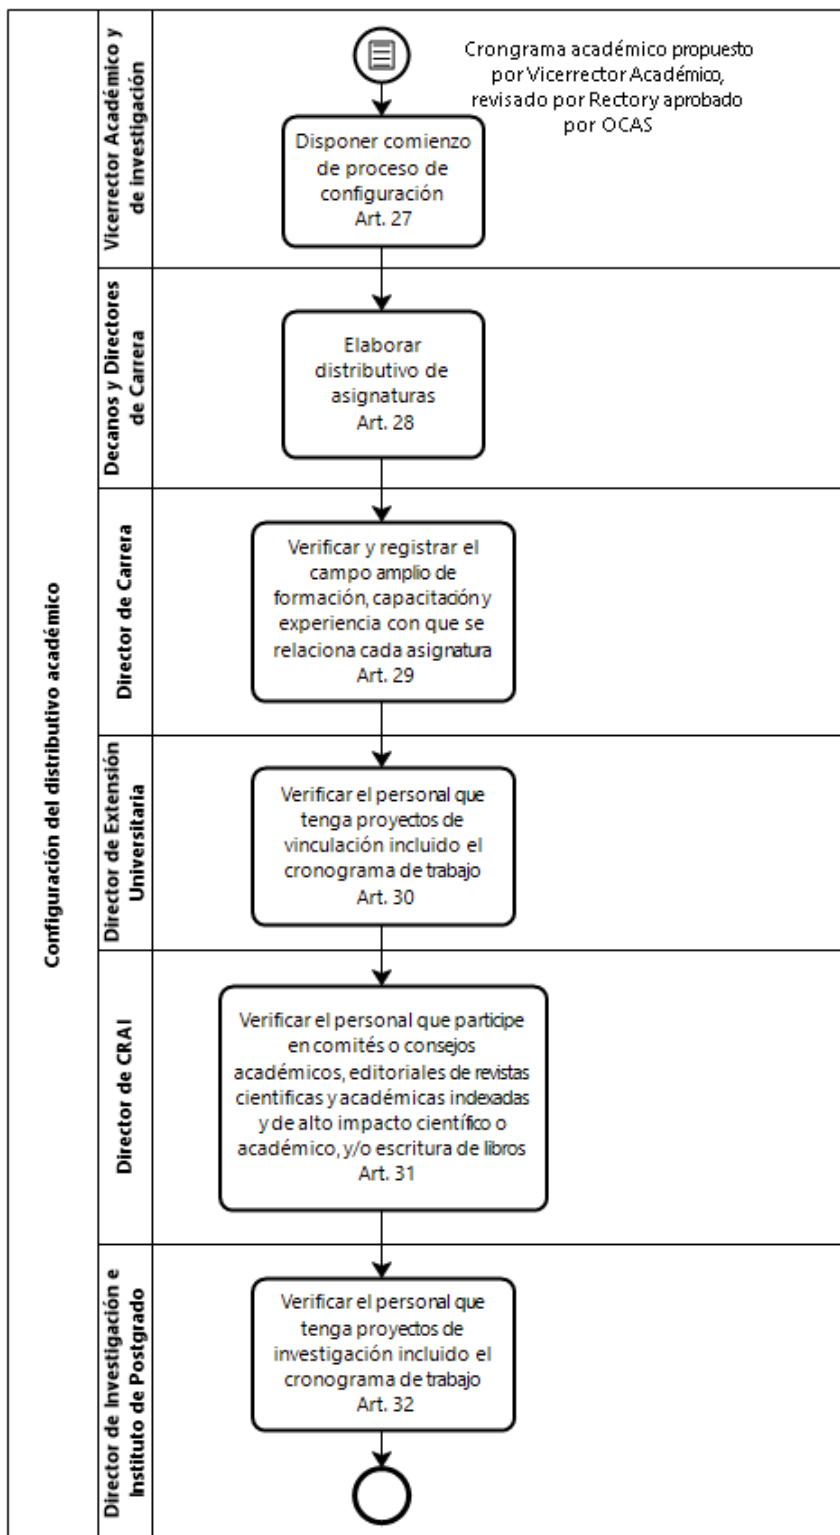 Configuración del distributivo académico
Vicerrector Académico y
de investigación
Crongrama académico propuesto
por Vicerrector Académico,
revisado por Rector y aprobado
por OCAS
Disponer comienzo
de proceso de
configuración
Art. 27
Decanos y Directores
de Carrera
Elaborar
distributivo de
asignaturas
Art. 28
Director de Carrera
Verificar y registrar el
campo amplio de
formación, capacitación y
experiencia con que se
relaciona cada asignatura
Art. 29
Director de Extensión
Universitaria
Verificar el personal que
tenga proyectos de
vinculación incluido el
cronograma de trabajo
Art. 30
Director de CRAI
Verificar el personal que participe
en comités o consejos
académicos, editoriales de revistas
cientificas y académicas indexadas
y de alto impacto científico o
académico, y/o escritura de libros
Art. 31
Director de Investigación e
Instituto de Postgrado
Verificar el personal que
tenga proyectos de
investigación incluido el
cronograma de trabajo
Art. 32